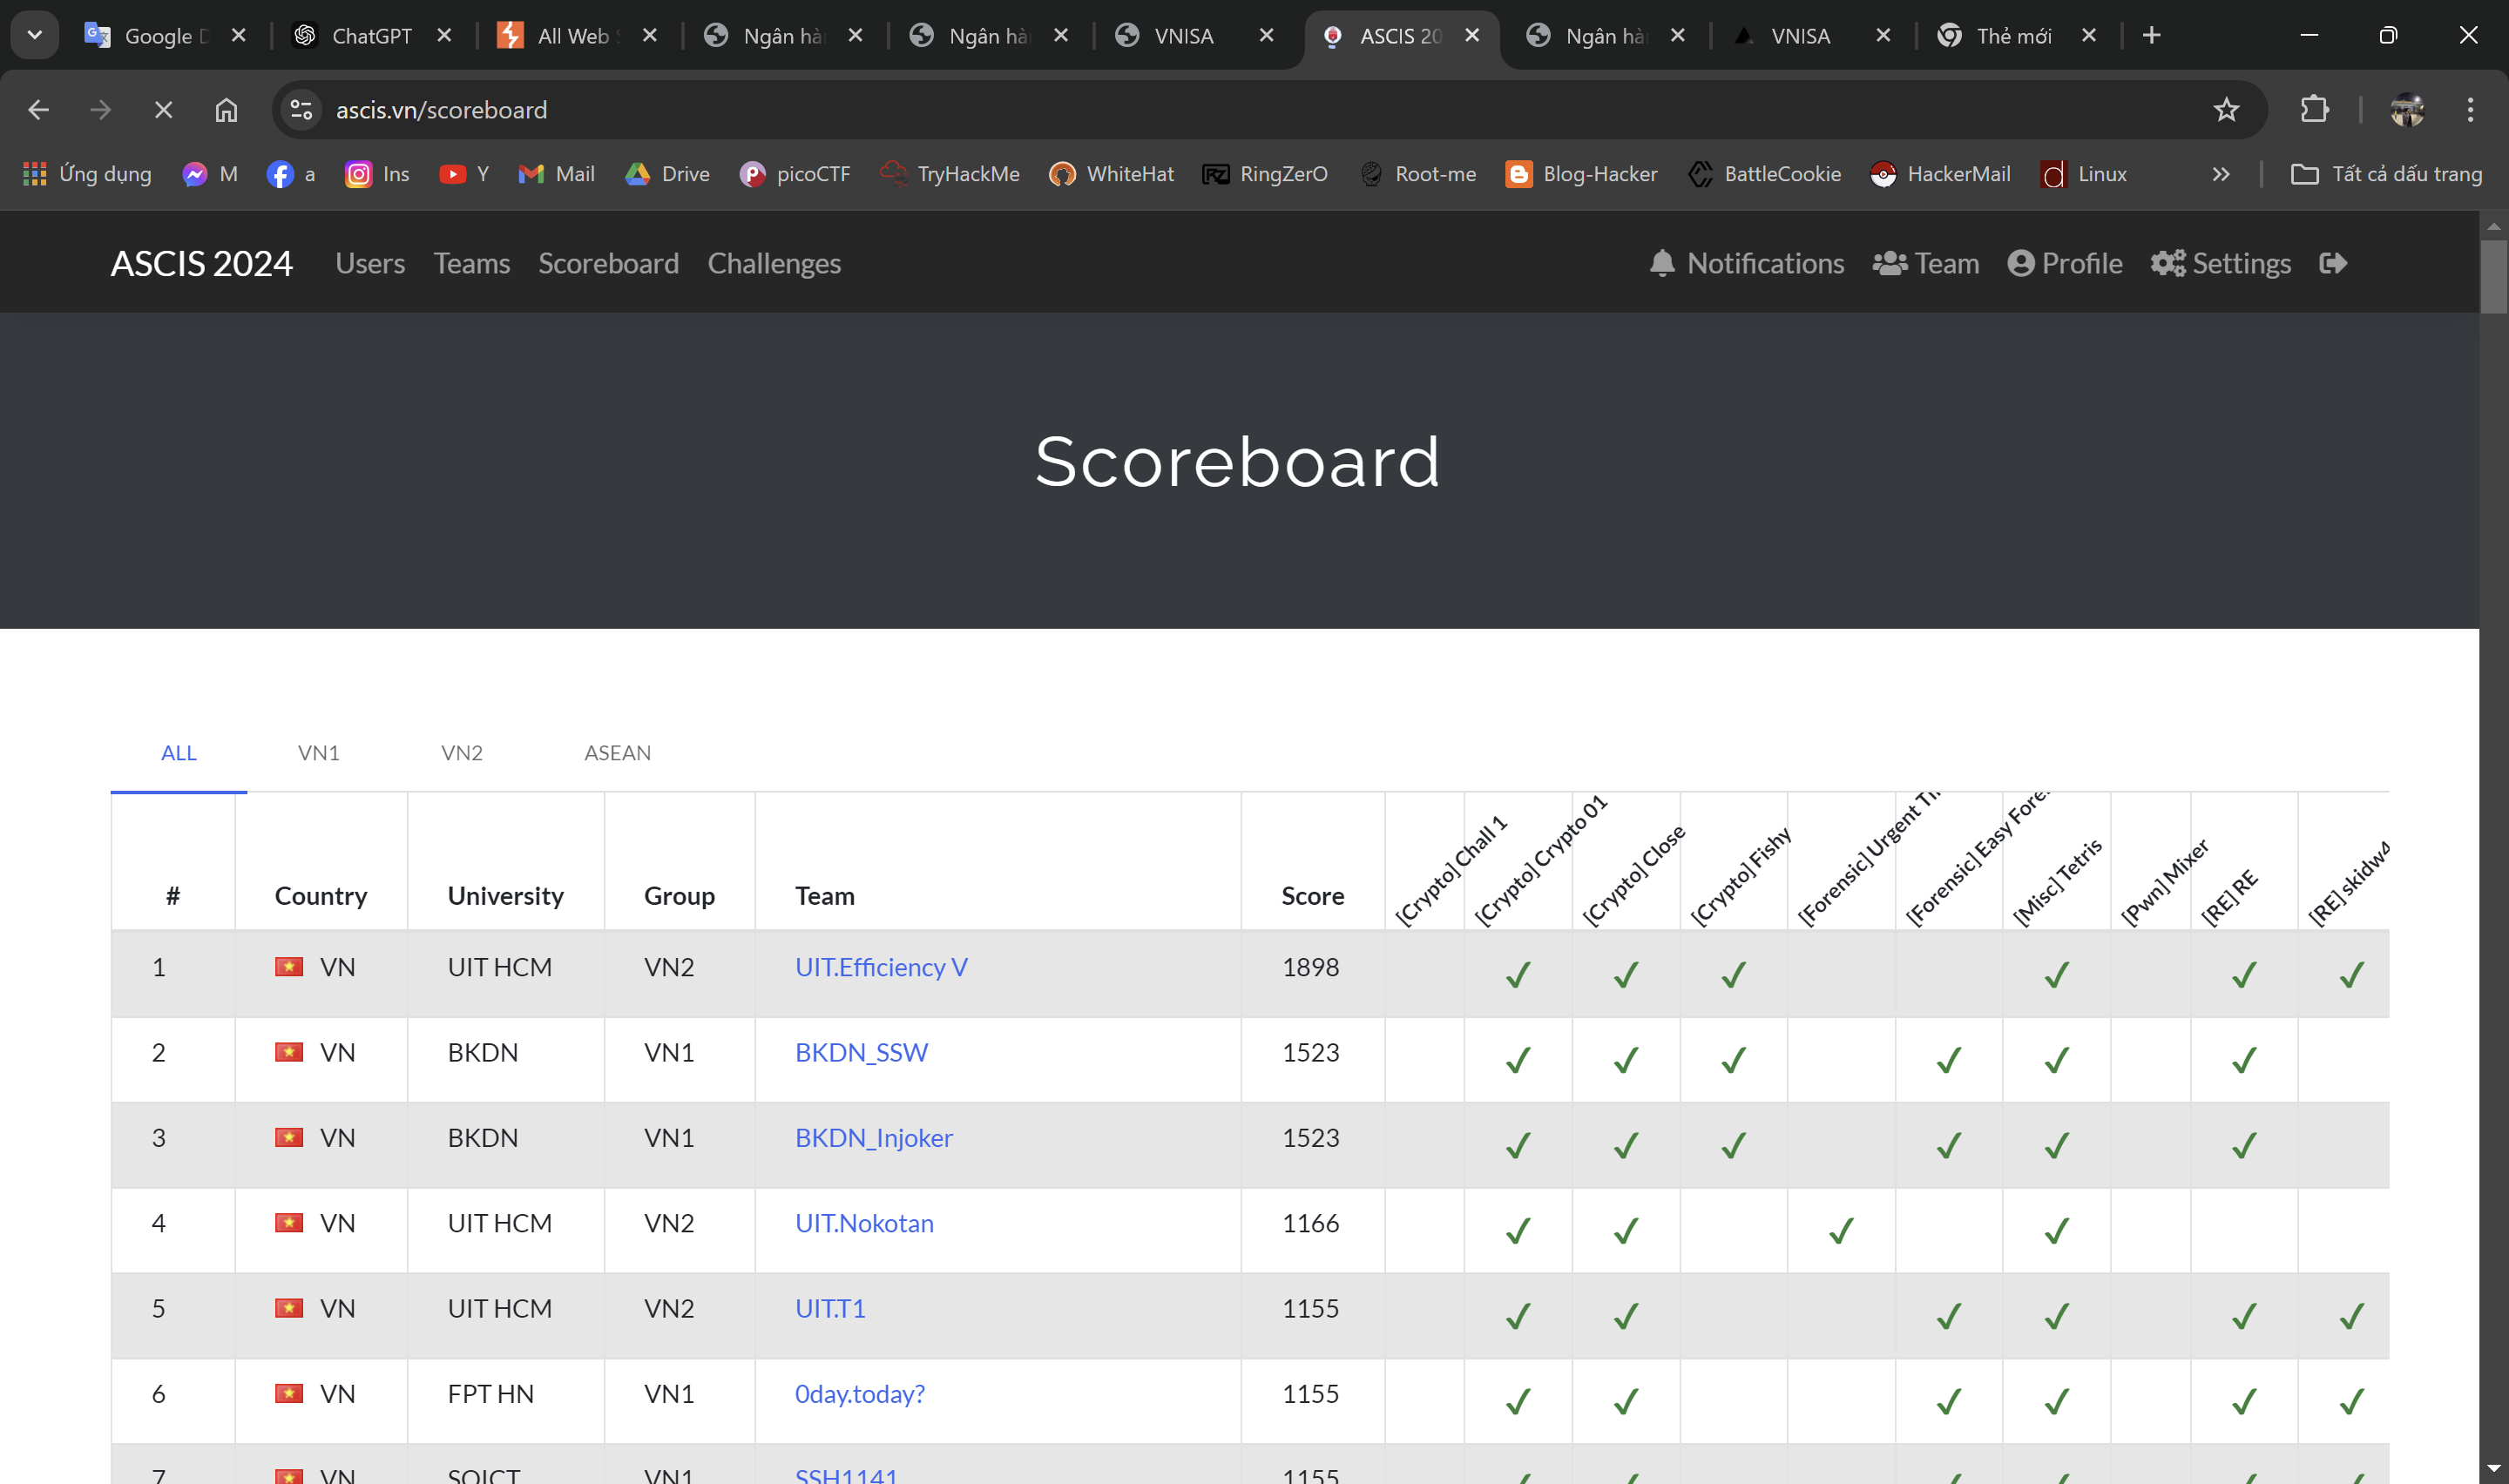 Google D ChatGPT All Web S Ngân hà Ngân hà VNISA ASCIS 20 Ngân hà VNISA Thẻ mới
ascis.vn/scoreboard
Ứng dụng M a Ins Y Mail Drive picoCTF TryHackMe WhiteHat RingZerO Root-me Blog-Hacker BattleCookie HackerMail Linux Tất cả dấu trang
ASCIS 2024 Users Teams Scoreboard Challenges Notifications Team Profile Settings
Scoreboard
ALL VN1 VN2 ASEAN
# Country University Group Team Score [Crypto] Chall 1 [Crypto] Crypto 01 [Crypto] Close [Crypto] Fishy [Forensic] Urgent Ti [Forensic] Easy Fore [Misc] Tetris [Pwn] Mixer [RE] RE [RE] skidw4
1 VN UIT HCM VN2 UIT.Efficiency V 1898 ✓ ✓ ✓ ✓ ✓ ✓
2 VN BKDN VN1 BKDN_SSW 1523 ✓ ✓ ✓ ✓ ✓ ✓
3 VN BKDN VN1 BKDN_Injoker 1523 ✓ ✓ ✓ ✓ ✓ ✓
4 VN UIT HCM VN2 UIT.Nokotan 1166 ✓ ✓ ✓ ✓
5 VN UIT HCM VN2 UIT.T1 1155 ✓ ✓ ✓ ✓ ✓ ✓
6 VN FPT HN VN1 0day.today? 1155 ✓ ✓ ✓ ✓ ✓ ✓
7 VN SOICT VN1 SSH1141 1155 ✓ ✓ ✓ ✓ ✓ ✓